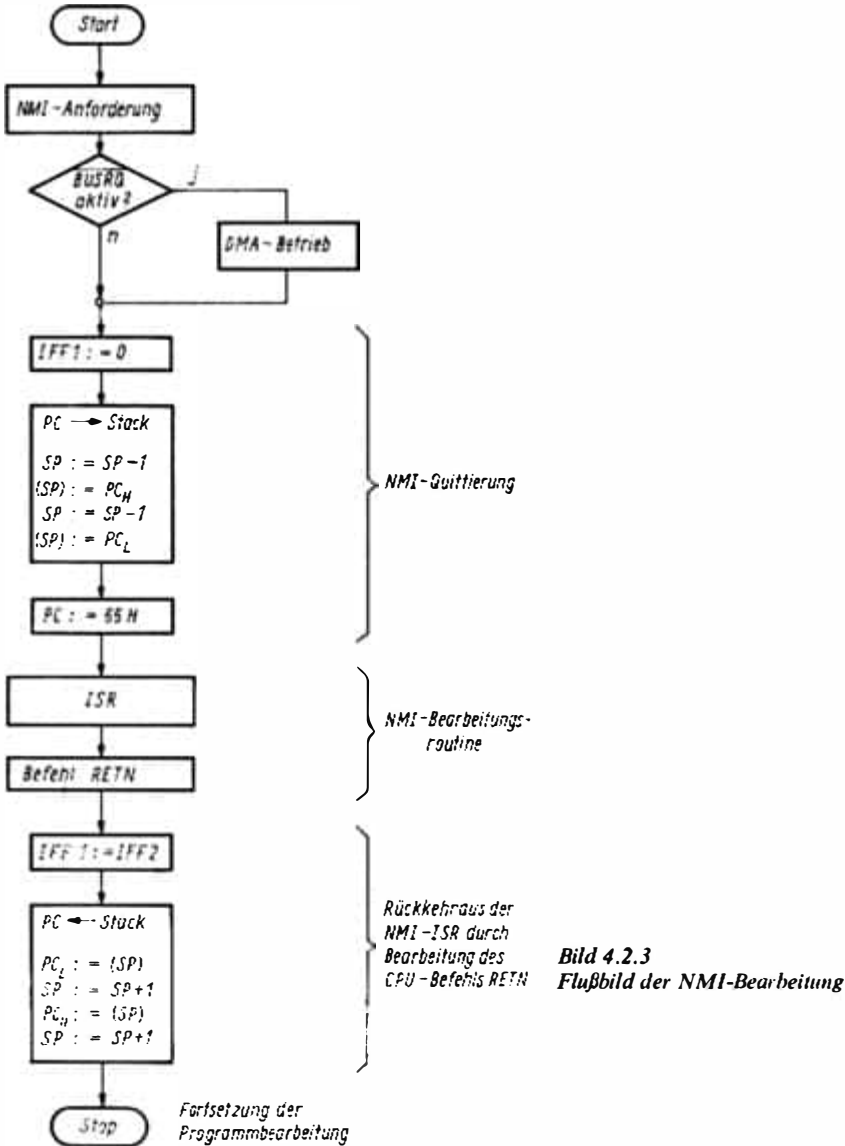 Start
NMI-Anforderung
BUSRQ
aktiv?
j
n
DMA-Betrieb
IFF1 : = 0
PC → Stack
SP : = SP-1
(SP) : = PC_H
SP : = SP-1
(SP) : = PC_L
PC : = 66H
NMI-Quittierung
ISR
Befehl RETN
NMI-Bearbeitungs-
routine
IFF1 : = IFF2
PC ← Stack
PC_L : = (SP)
SP : = SP+1
PC_H : = (SP)
SP : = SP+1
Rückkehr aus der
NMI-ISR durch
Bearbeitung des
CPU-Befehls RETN
Bild 4.2.3
Flußbild der NMI-Bearbeitung
Stop
Fortsetzung der
Programmbearbeitung